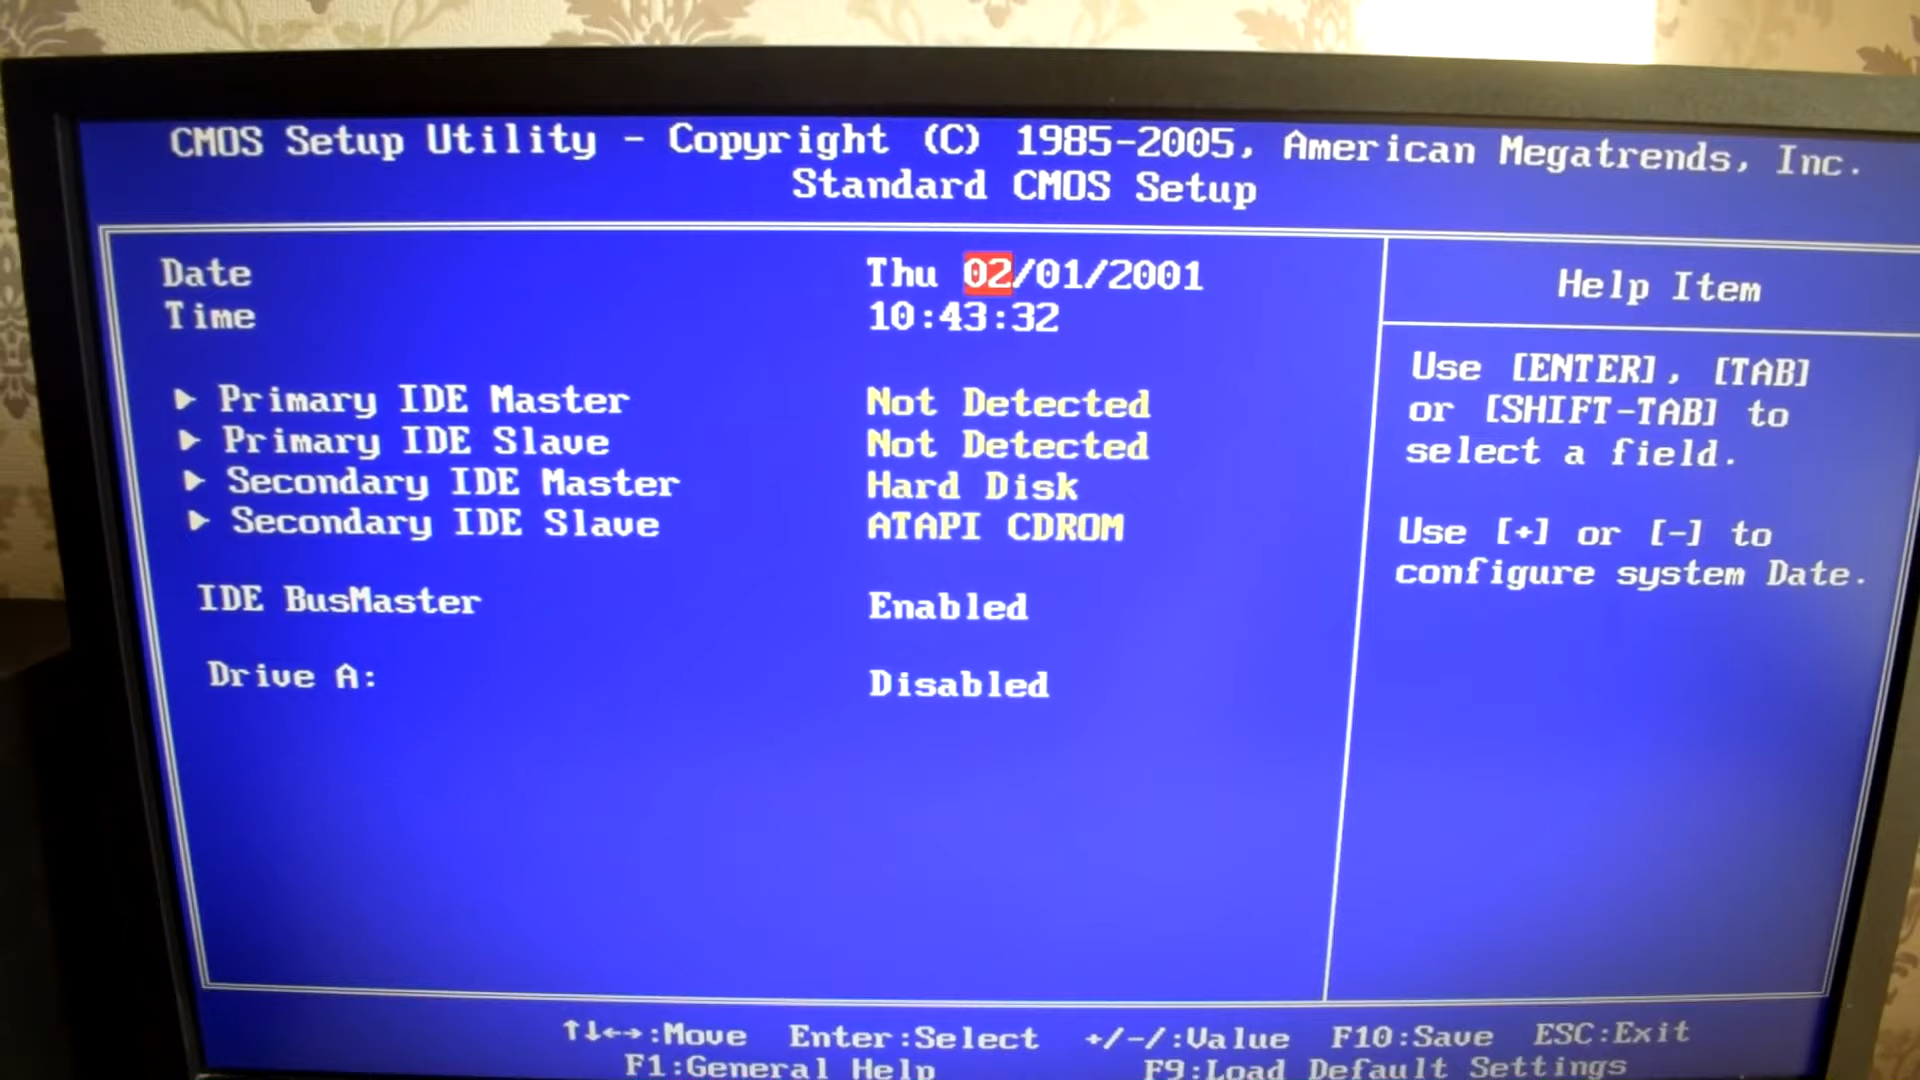 CMOS Setup Utility - Copyright (C) 1985-2005, American Megatrends, Inc.
Standard CMOS Setup
Date Thu 02/01/2001
Time 10:43:32
▶ Primary IDE Master Not Detected
▶ Primary IDE Slave Not Detected
▶ Secondary IDE Master Hard Disk
▶ Secondary IDE Slave ATAPI CDROM
IDE BusMaster Enabled
Drive A: Disabled
Help Item
Use [ENTER], [TAB]
or [SHIFT-TAB] to
select a field.
Use [+] or [-] to
configure system Date.
↑↓←→:Move Enter:Select +/-/:Value F10:Save ESC:Exit
F1:General Help F9:Load Default Settings